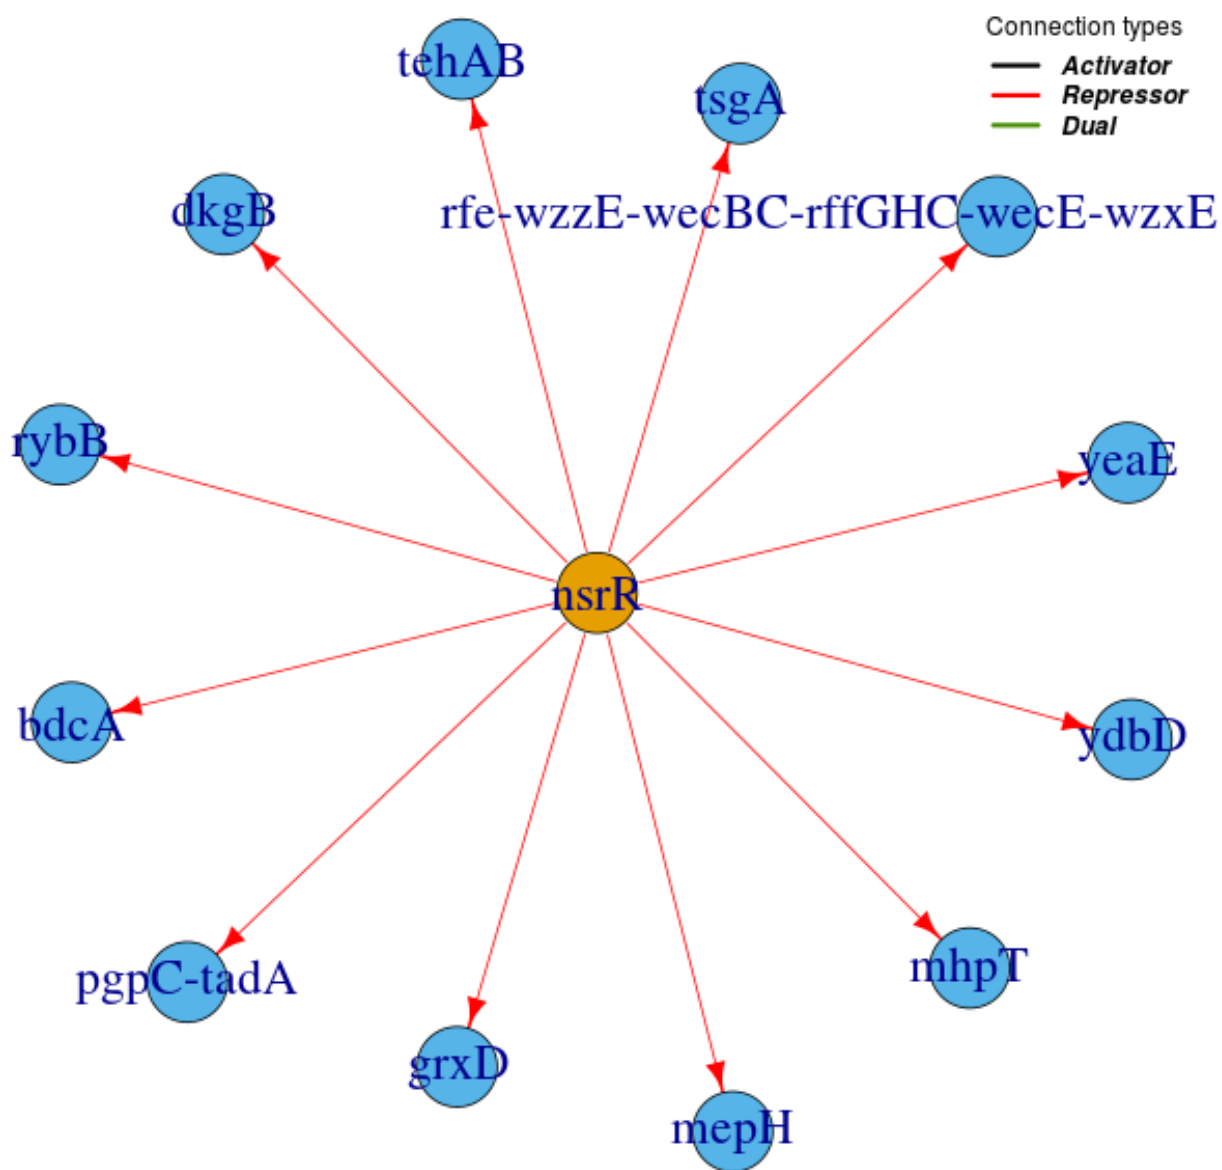 Connection types
Activator
Repressor
Dual
tehAB
tsgA
dkgB
rfe-wzzE-wecBC-rffGHC-wecE-wzxE
rybB
yeaE
nsrR
bdcA
ydbD
pgpC-tadA
mhpT
grxD
mepH